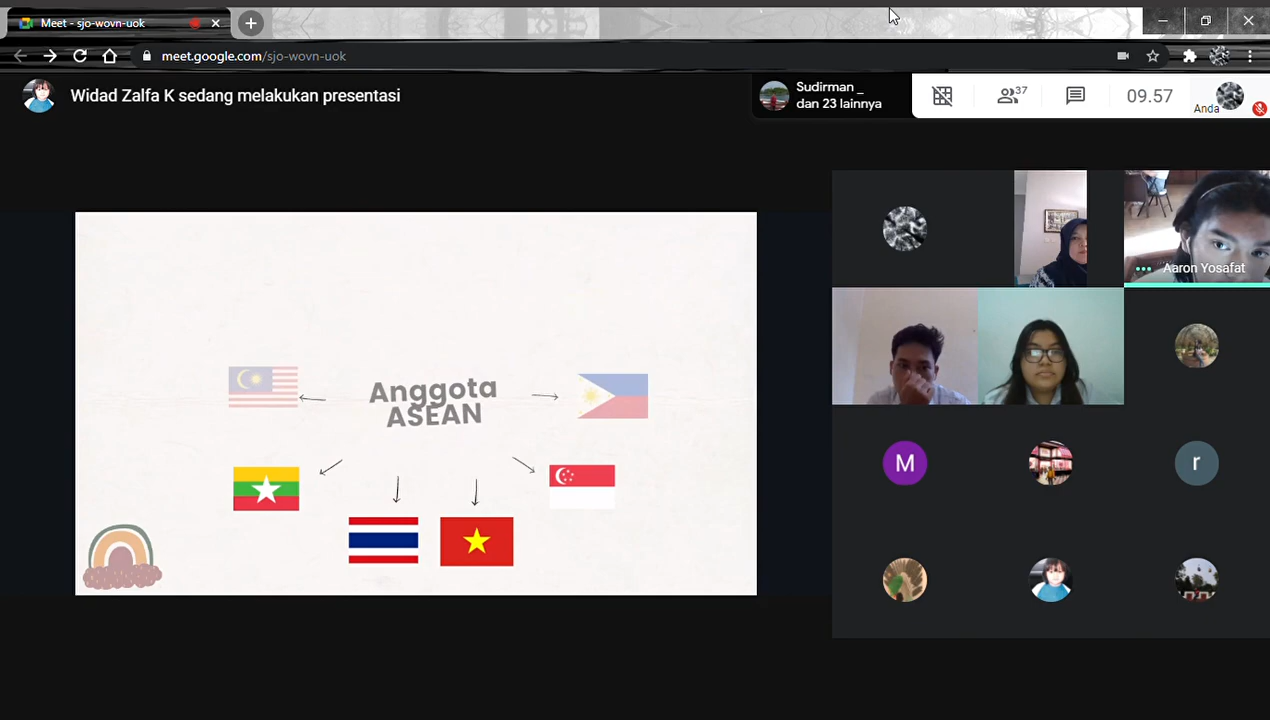 Meet - sjo-wovn-uok
meet.google.com/sjo-wovn-uok
Widad Zalfa K sedang melakukan presentasi
Sudirman _
dan 23 lainnya
37
09.57
Anda
Aaron Yosafat
Anggota
ASEAN
M
r